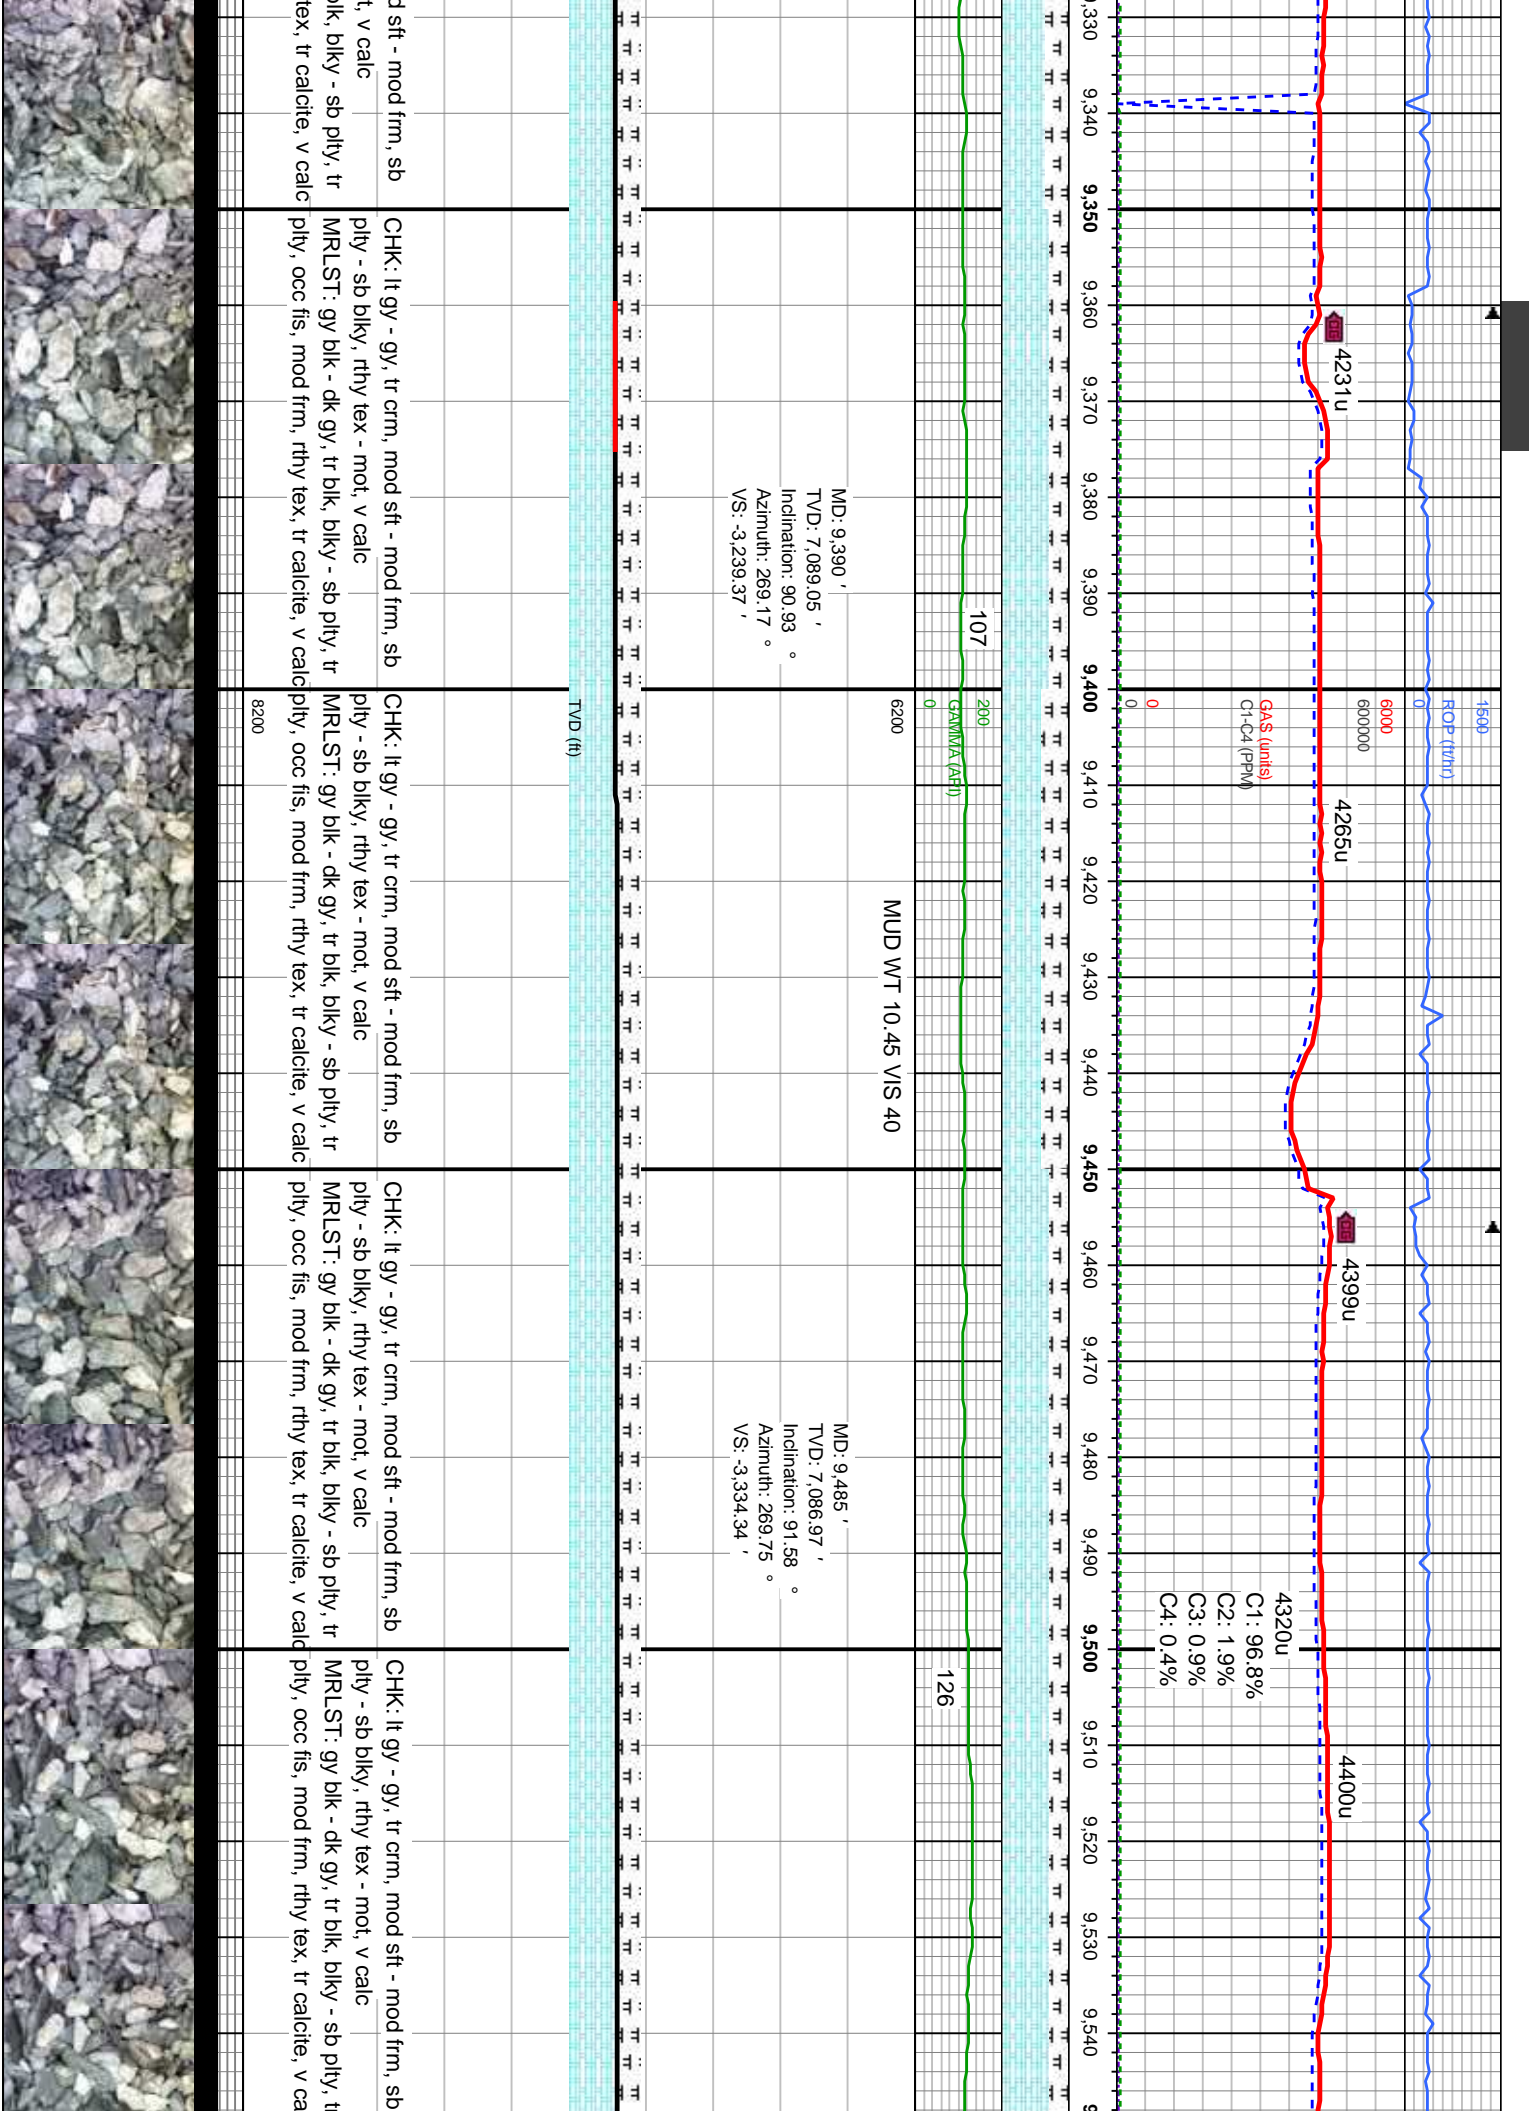 1500
ROP (ft/hr)
0
6000
600000
GAS (units)
C1-C4 (PPM)
0
0
4231u
4265u
4399u
4320u
C1: 96.8%
C2: 1.9%
C3: 0.9%
C4: 0.4%
4400u
9,330
9,340
9,350
9,360
9,370
9,380
9,390
9,400
9,410
9,420
9,430
9,440
9,450
9,460
9,470
9,480
9,490
9,500
9,510
9,520
9,530
9,540
200
GAMMA (API)
0
107
126
6200
MUD WT 10.45 VIS 40
MD: 9,390 '
TVD: 7,089.05 '
Inclination: 90.93 °
Azimuth: 269.17 °
VS: -3,239.37 '
MD: 9,485 '
TVD: 7,086.97 '
Inclination: 91.58 °
Azimuth: 269.75 °
VS: -3,334.34 '
TVD (ft)
8200
d sft - mod frm, sb
t, v calc
blk, blky - sb plty, tr
tex, tr calcite, v calc
CHK: lt gy - gy, tr crm, mod sft - mod frm, sb
plty - sb blky, rthy tex - mot, v calc
MRLST: gy blk - dk gy, tr blk, blky - sb plty, tr
plty, occ fis, mod frm, rthy tex, tr calcite, v calc
CHK: lt gy - gy, tr crm, mod sft - mod frm, sb
plty - sb blky, rthy tex - mot, v calc
MRLST: gy blk - dk gy, tr blk, blky - sb plty, tr
plty, occ fis, mod frm, rthy tex, tr calcite, v calc
CHK: lt gy - gy, tr crm, mod sft - mod frm, sb
plty - sb blky, rthy tex - mot, v calc
MRLST: gy blk - dk gy, tr blk, blky - sb plty, tr
plty, occ fis, mod frm, rthy tex, tr calcite, v calc
CHK: lt gy - gy, tr crm, mod sft - mod frm, sb
plty - sb blky, rthy tex - mot, v calc
MRLST: gy blk - dk gy, tr blk, blky - sb plty, t
plty, occ fis, mod frm, rthy tex, tr calcite, v ca